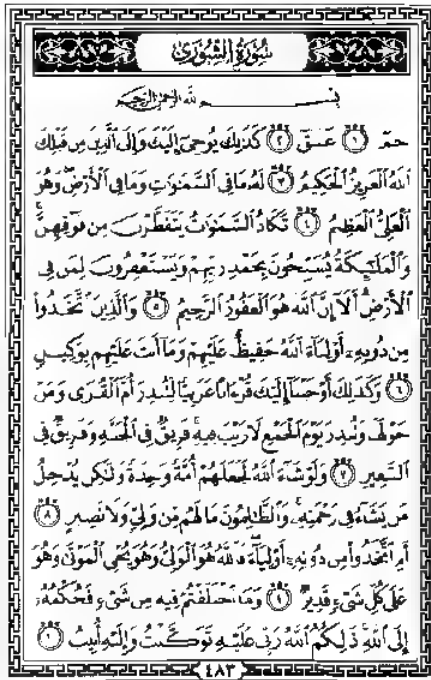 سُورَةُ الشُّورَىٰ
بِسْمِ اللَّهِ الرَّحْمَٰنِ الرَّحِيمِ
حمٓ ۝١ عٓسٓقٓ ۝٢ كَذَٰلِكَ يُوحِيٓ إِلَيْكَ وَإِلَى ٱلَّذِينَ مِن قَبْلِكَ
ٱللَّهُ ٱلْعَزِيزُ ٱلْحَكِيمُ ۝٣ لَهُۥ مَا فِى ٱلسَّمَٰوَٰتِ وَمَا فِى ٱلْأَرْضِ ۖ وَهُوَ
ٱلْعَلِىُّ ٱلْعَظِيمُ ۝٤ تَكَادُ ٱلسَّمَٰوَٰتُ يَتَفَطَّرْنَ مِن فَوْقِهِنَّ ۚ
وَٱلْمَلَٰٓئِكَةُ يُسَبِّحُونَ بِحَمْدِ رَبِّهِمْ وَيَسْتَغْفِرُونَ لِمَن فِى
ٱلْأَرْضِ ۗ أَلَآ إِنَّ ٱللَّهَ هُوَ ٱلْغَفُورُ ٱلرَّحِيمُ ۝٥ وَٱلَّذِينَ ٱتَّخَذُوا۟
مِن دُونِهِۦٓ أَوْلِيَآءَ ٱللَّهُ حَفِيظٌ عَلَيْهِمْ وَمَآ أَنتَ عَلَيْهِم بِوَكِيلٍ
۝٦ وَكَذَٰلِكَ أَوْحَيْنَآ إِلَيْكَ قُرْءَانًا عَرَبِيًّا لِّتُنذِرَ أُمَّ ٱلْقُرَىٰ وَمَنْ
حَوْلَهَا وَتُنذِرَ يَوْمَ ٱلْجَمْعِ لَا رَيْبَ فِيهِ ۚ فَرِيقٌ فِى ٱلْجَنَّةِ وَفَرِيقٌ فِى
ٱلسَّعِيرِ ۝٧ وَلَوْ شَآءَ ٱللَّهُ لَجَعَلَهُمْ أُمَّةً وَٰحِدَةً وَلَٰكِن يُدْخِلُ
مَن يَشَآءُ فِى رَحْمَتِهِۦ ۚ وَٱلظَّٰلِمُونَ مَا لَهُم مِّن وَلِىٍّ وَلَا نَصِيرٍ ۝٨
أَمِ ٱتَّخَذُوا۟ مِن دُونِهِۦٓ أَوْلِيَآءَ ۖ فَٱللَّهُ هُوَ ٱلْوَلِىُّ وَهُوَ يُحْىِ ٱلْمَوْتَىٰ وَهُوَ
عَلَىٰ كُلِّ شَىْءٍ قَدِيرٌ ۝٩ وَمَا ٱخْتَلَفْتُمْ فِيهِ مِن شَىْءٍ فَحُكْمُهُۥٓ
إِلَى ٱللَّهِ ۚ ذَٰلِكُمُ ٱللَّهُ رَبِّى عَلَيْهِ تَوَكَّلْتُ وَإِلَيْهِ أُنِيبُ ۝١٠
٤٨٣